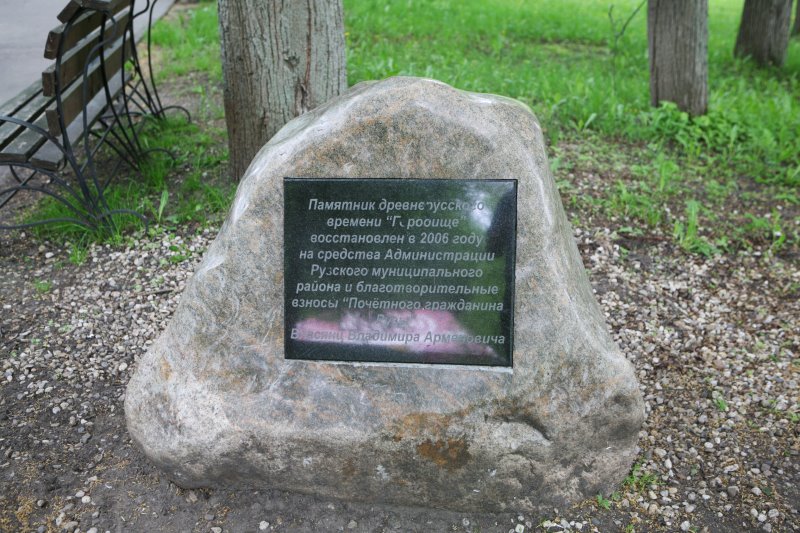 Памятник древнерусского
времени "Городище"
восстановлен в 2006 году
на средства Администрации
Рузского муниципального
района и благотворительные
взносы "Почётного гражданина
Владимира Арменовича